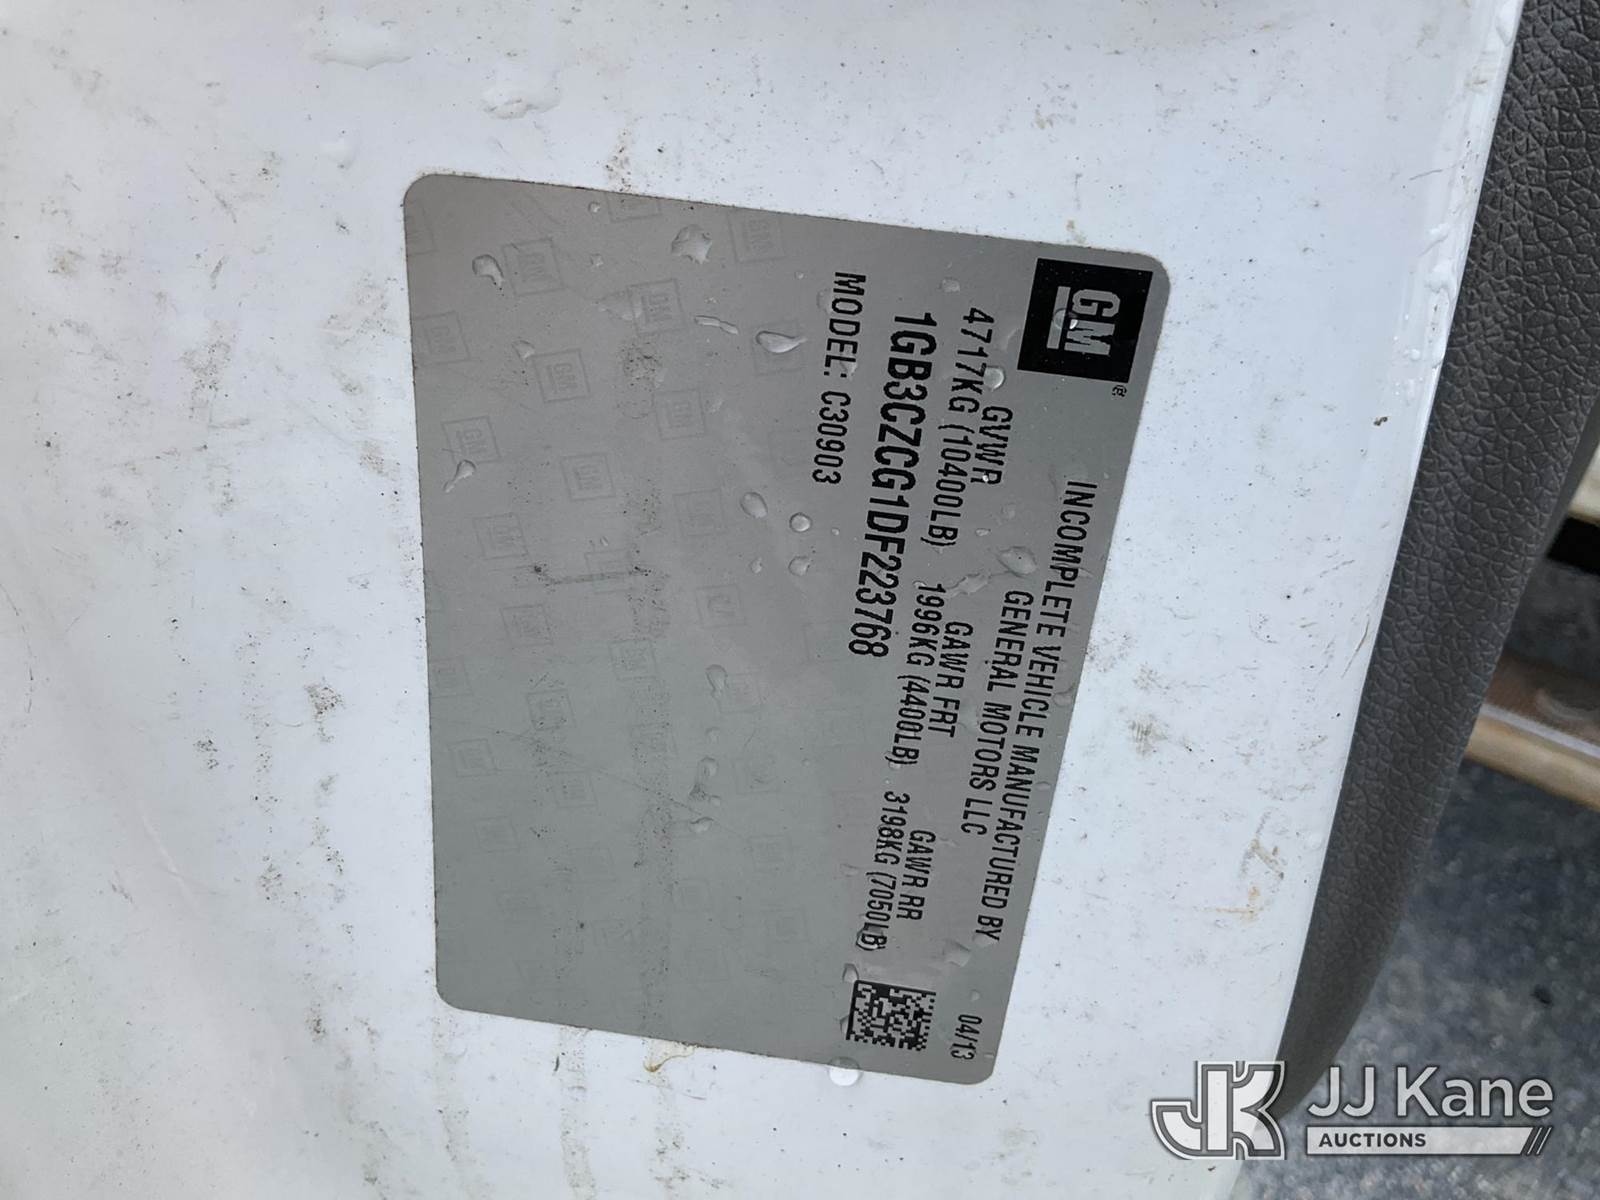 GM®
INCOMPLETE VEHICLE MANUFACTURED BY
GENERAL MOTORS LLC
04/13
GVWR GAWR FRT GAWR RR
4717KG (10400LB) 1996KG (4400LB) 3198KG (7050LB)
1GB3CZCG1DF223768
MODEL: C30903
JK JJ Kane
AUCTIONS